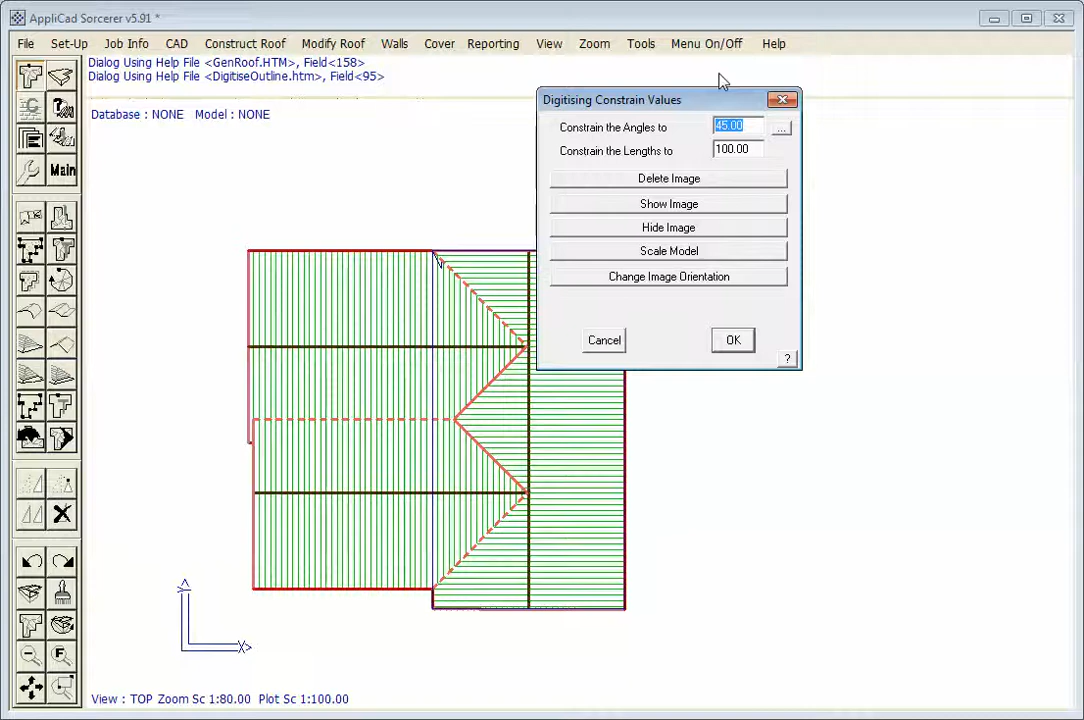 AppliCad Sorcerer v5.91 *
File Set-Up Job Info CAD Construct Roof Modify Roof Walls Cover Reporting View Zoom Tools Menu On/Off Help
Dialog Using Help File <GenRoof.HTM>, Field<158>
Dialog Using Help File <DigitiseOutline.htm>, Field<95>
Database : NONE Model : NONE
Digitising Constrain Values
Constrain the Angles to 45.00 ...
Constrain the Lengths to 100.00
Delete Image
Show Image
Hide Image
Scale Model
Change Image Orientation
Cancel OK
?
Main
F
Y
X>
View : TOP Zoom Sc 1:80.00 Plot Sc 1:100.00